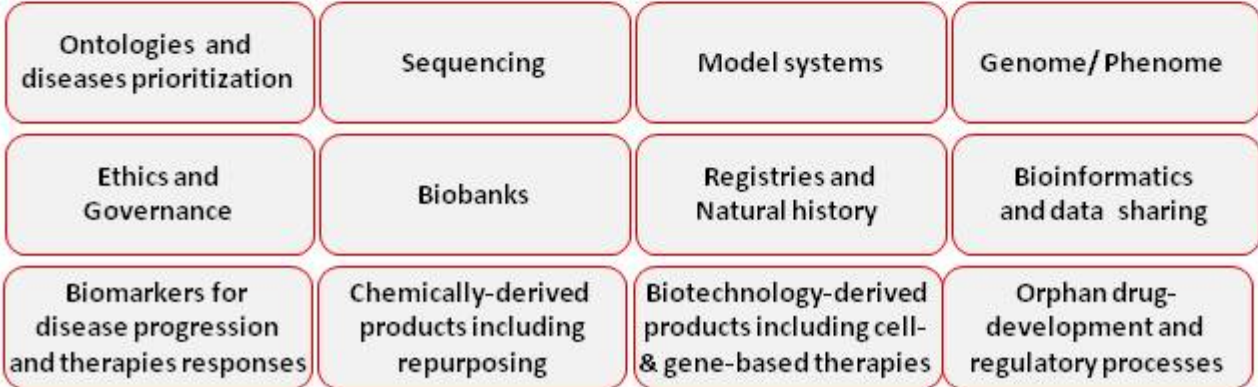 Ontologies and
diseases prioritization
Sequencing
Model systems
Genome/ Phenome
Ethics and
Governance
Biobanks
Registries and
Natural history
Bioinformatics
and data sharing
Biomarkers for
disease progression
and therapies responses
Chemically-derived
products including
repurposing
Biotechnology-derived
products including cell-
& gene-based therapies
Orphan drug-
development and
regulatory processes